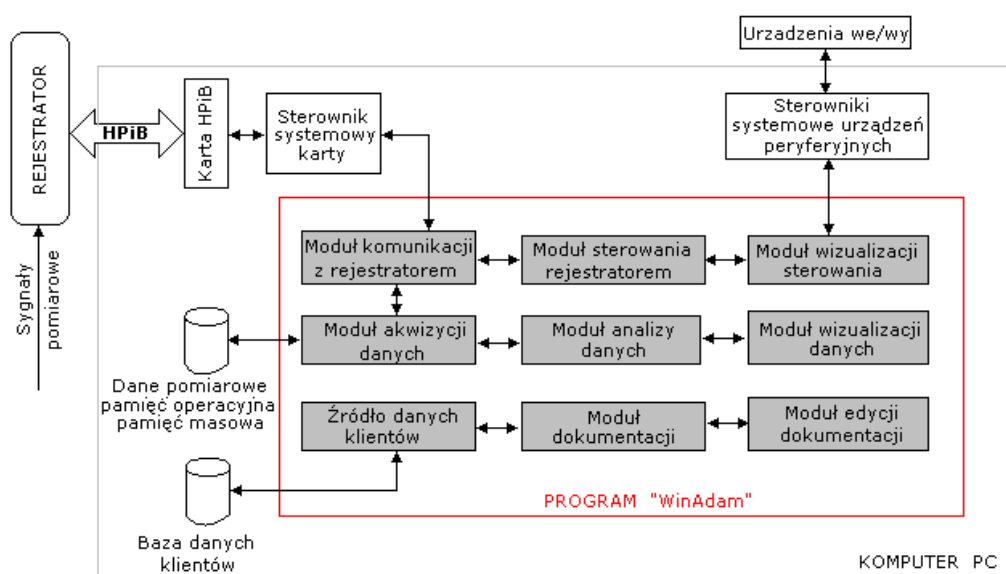 Urzadzenia we/wy
REJESTRATOR
HPiB
Karta HPiB
Sterownik
systemowy
karty
Sterowniki
systemowe urządzeń
peryferyjnych
Sygnały
pomiarowe
Moduł komunikacji
z rejestratorem
Moduł sterowania
rejestratorem
Moduł wizualizacji
sterowania
Moduł akwizycji
danych
Moduł analizy
danych
Moduł wizualizacji
danych
Dane pomiarowe
pamięć operacyjna
pamięć masowa
Źródło danych
klientów
Moduł
dokumentacji
Moduł edycji
dokumentacji
PROGRAM "WinAdam"
Baza danych
klientów
KOMPUTER PC